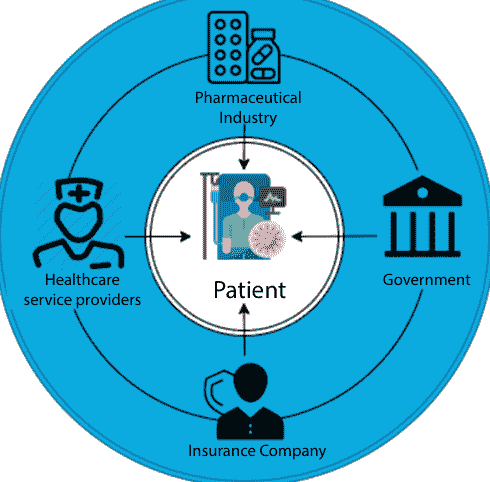 Pharmaceutical
Industry
Healthcare
service providers
Patient
Government
Insurance Company